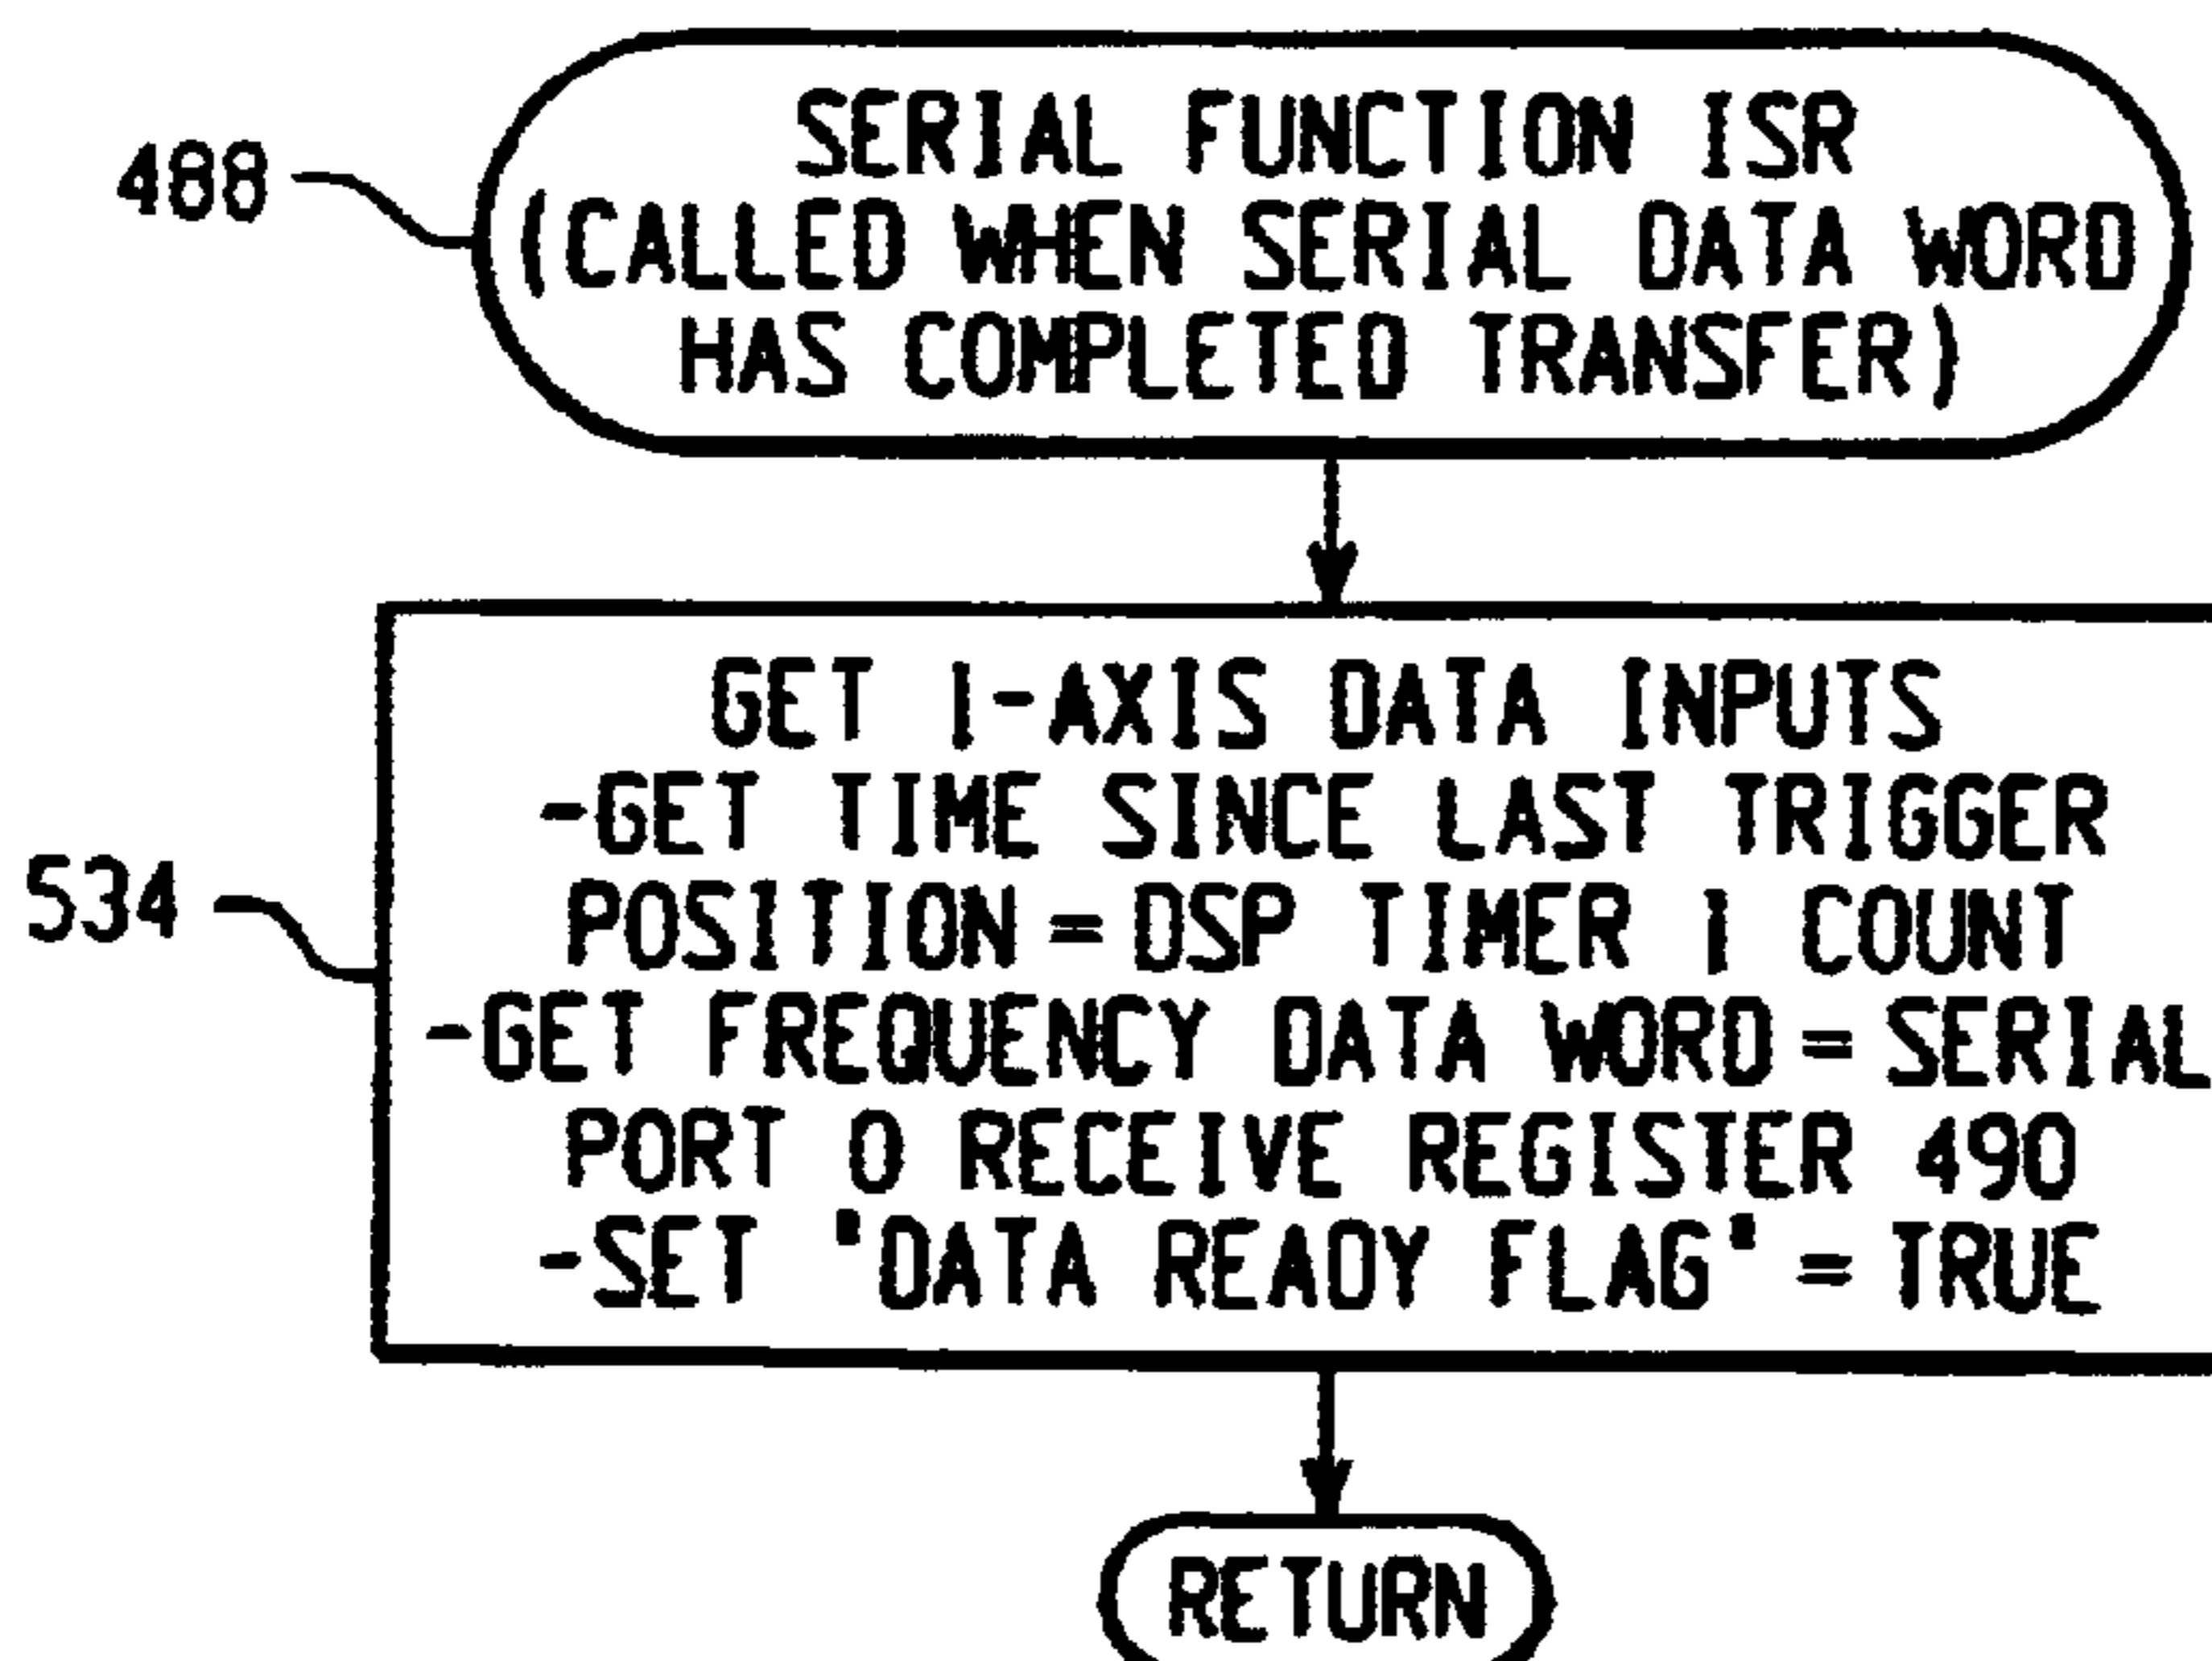 SERIAL FUNCTION ISR
488
(CALLED WHEN SERIAL DATA WORD
HAS COMPLETED TRANSFER)
GET 1-AXIS DATA INPUTS
-GET TIME SINCE LAST TRIGGER
534
POSITION = DSP TIMER 1 COUNT
-GET FREQUENCY DATA WORD = SERIAL
PORT 0 RECEIVE REGISTER 490
-SET 'DATA READY FLAG' = TRUE
RETURN